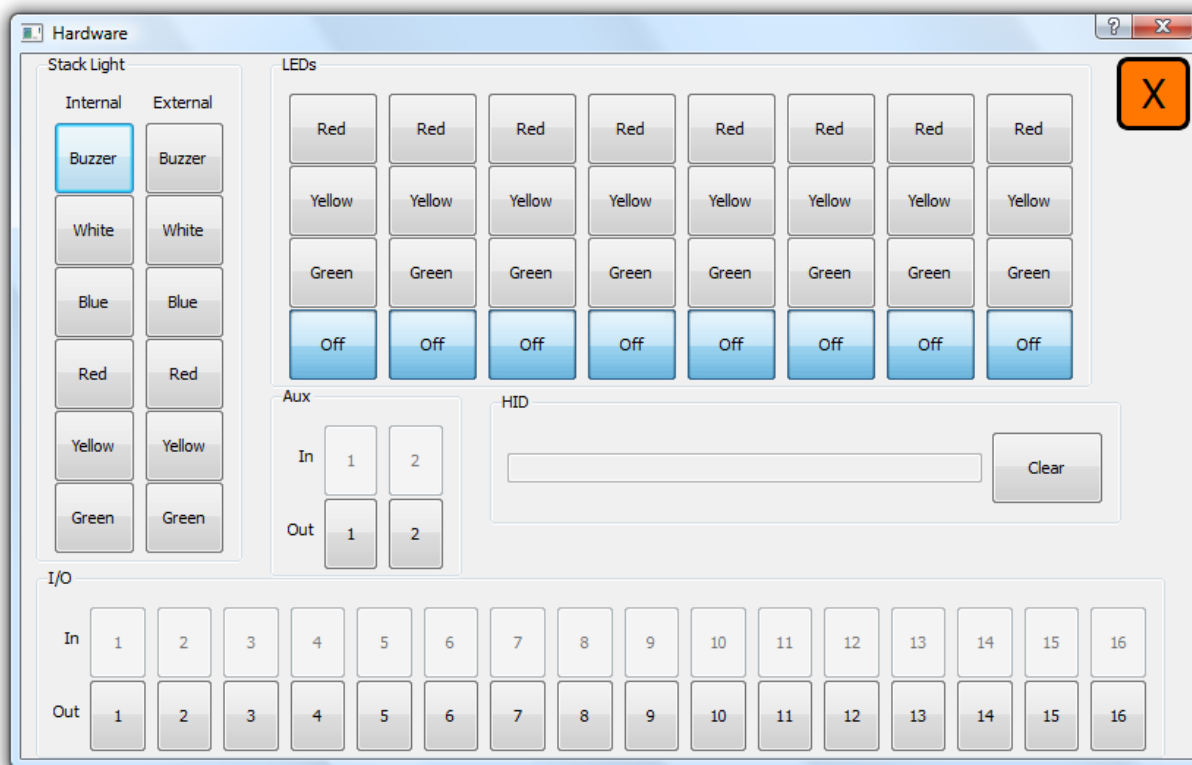 Hardware
?
X
Stack Light
Internal External
Buzzer Buzzer
White White
Blue Blue
Red Red
Yellow Yellow
Green Green
LEDs
Red Red Red Red Red Red Red Red
Yellow Yellow Yellow Yellow Yellow Yellow Yellow Yellow
Green Green Green Green Green Green Green Green
Off Off Off Off Off Off Off Off
X
Aux
In 1 2
Out 1 2
HID
Clear
I/O
In 1 2 3 4 5 6 7 8 9 10 11 12 13 14 15 16
Out 1 2 3 4 5 6 7 8 9 10 11 12 13 14 15 16